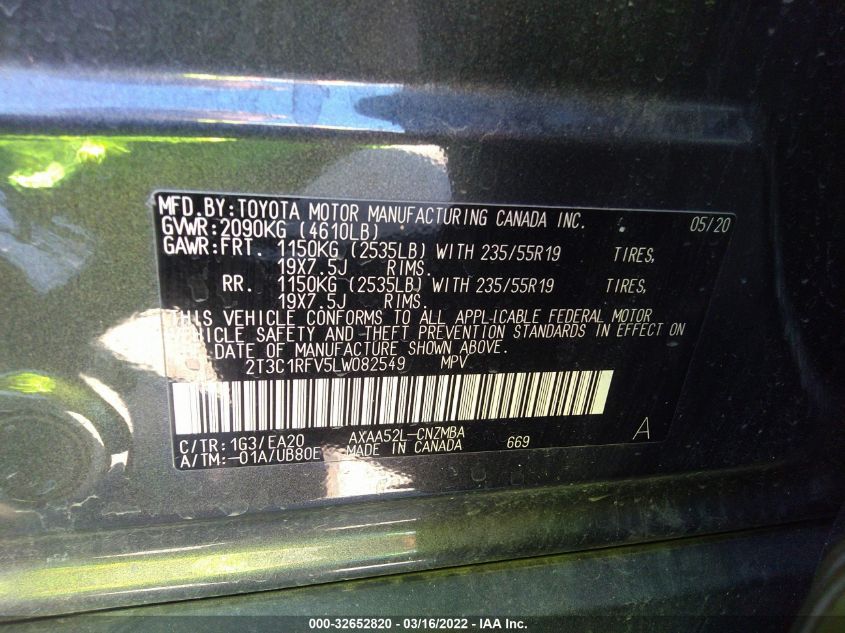 MFD.BY:TOYOTA MOTOR MANUFACTURING CANADA INC. 05/20
GVWR:2090KG (4610LB)
GAWR:FRT. 1150KG (2535LB) WITH 235/55R19 TIRES,
19X7.5J RIMS.
RR. 1150KG (2535LB) WITH 235/55R19 TIRES,
19X7.5J RIMS.
THIS VEHICLE CONFORMS TO ALL APPLICABLE FEDERAL MOTOR
VEHICLE SAFETY AND THEFT PREVENTION STANDARDS IN EFFECT ON
THE DATE OF MANUFACTURE SHOWN ABOVE.
2T3C1RFV5LW082549 MPV
C/TR:1G3/EA20 AXAA52L-CNZMBA A
A/TM:-01A/UB80E MADE IN CANADA 669
000-32652820 - 03/16/2022 - IAA Inc.